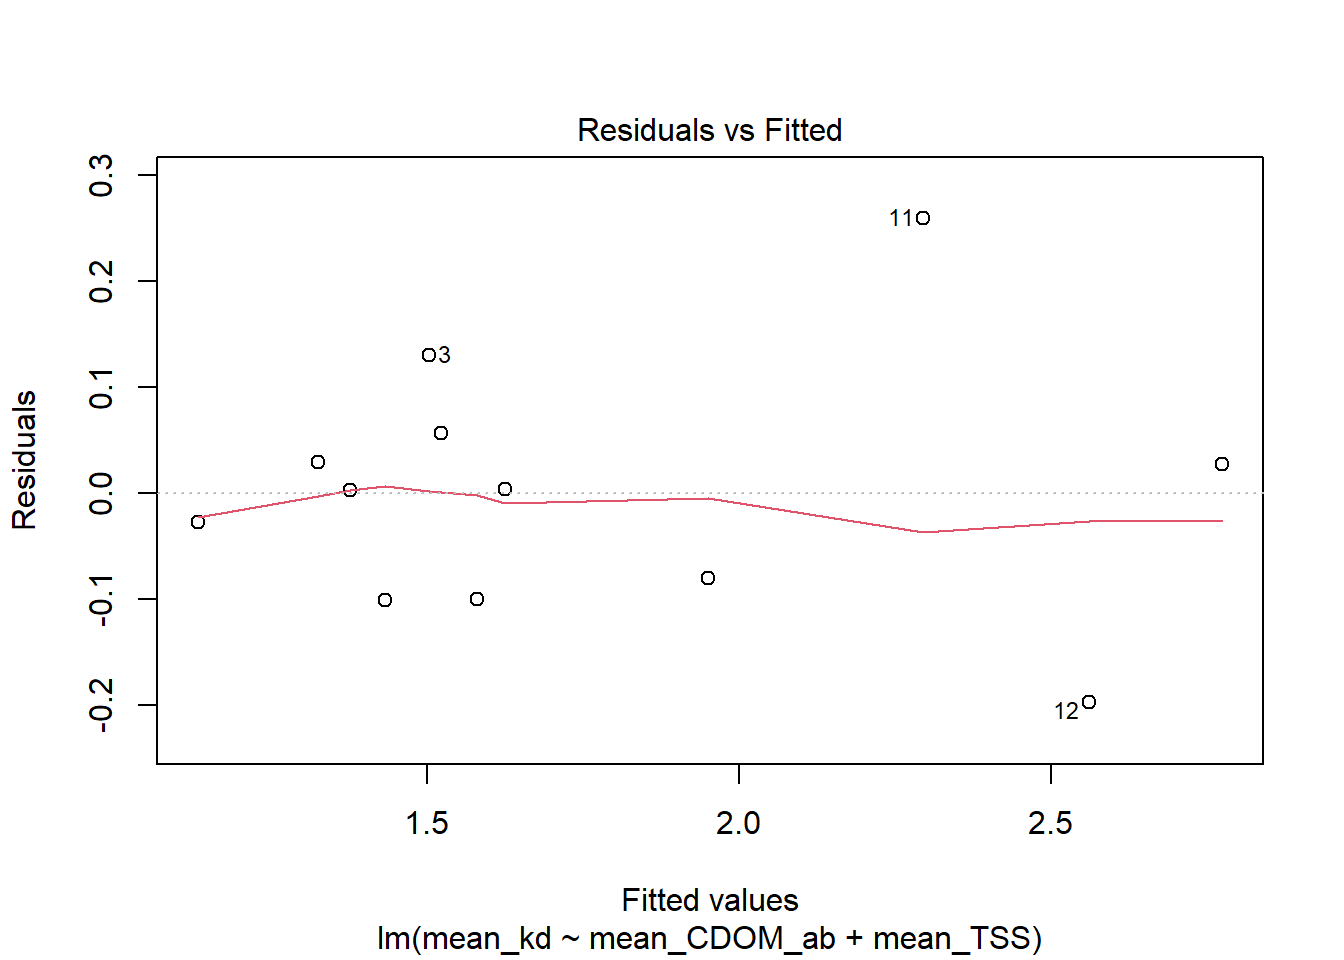 Residuals vs Fitted
0.3
0.2
0.1
0.0
-0.1
-0.2
Residuals
11
3
12
1.5 2.0 2.5
Fitted values
lm(mean_kd ~ mean_CDOM_ab + mean_TSS)